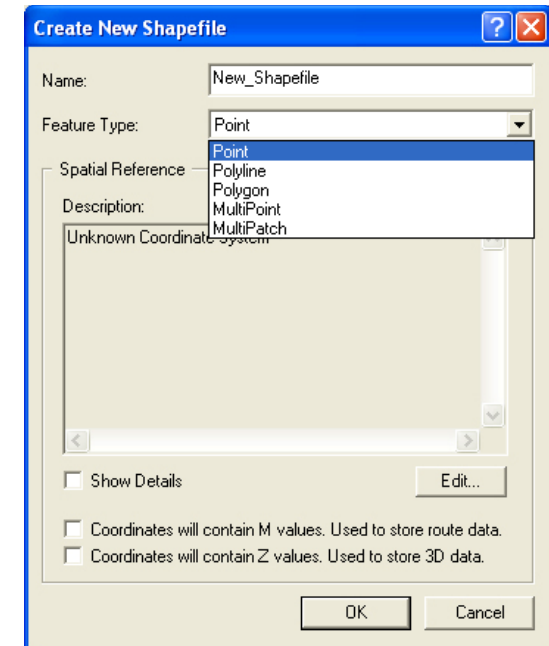 Create New Shapefile
Name: New_Shapefile
Feature Type: Point
Point
Polyline
Polygon
MultiPoint
MultiPatch
Spatial Reference
Description:
Unknown Coordinate System
Show Details
Edit...
Coordinates will contain M values. Used to store route data.
Coordinates will contain Z values. Used to store 3D data.
OK Cancel